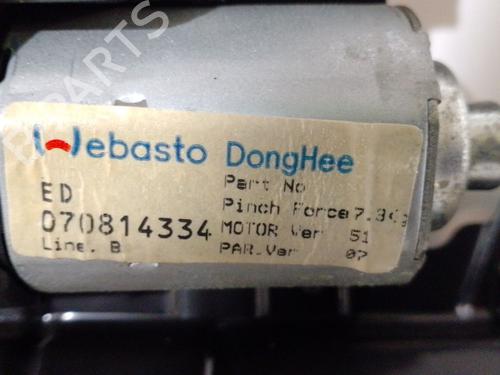 Webasto DongHee
ED
070814334
Line. B
Part No
Pinch Force
MOTOR Ver 51
PAR.Ver 07